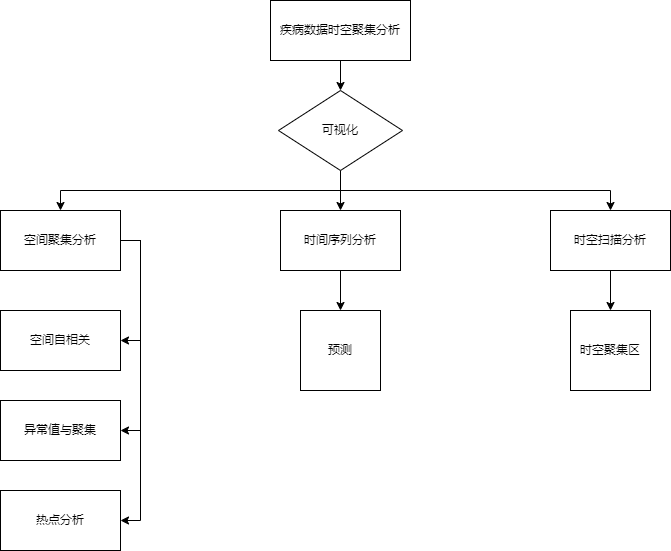 疾病数据时空聚集分析
可视化
空间聚集分析
时间序列分析
时空扫描分析
空间自相关
预测
时空聚集区
异常值与聚集
热点分析